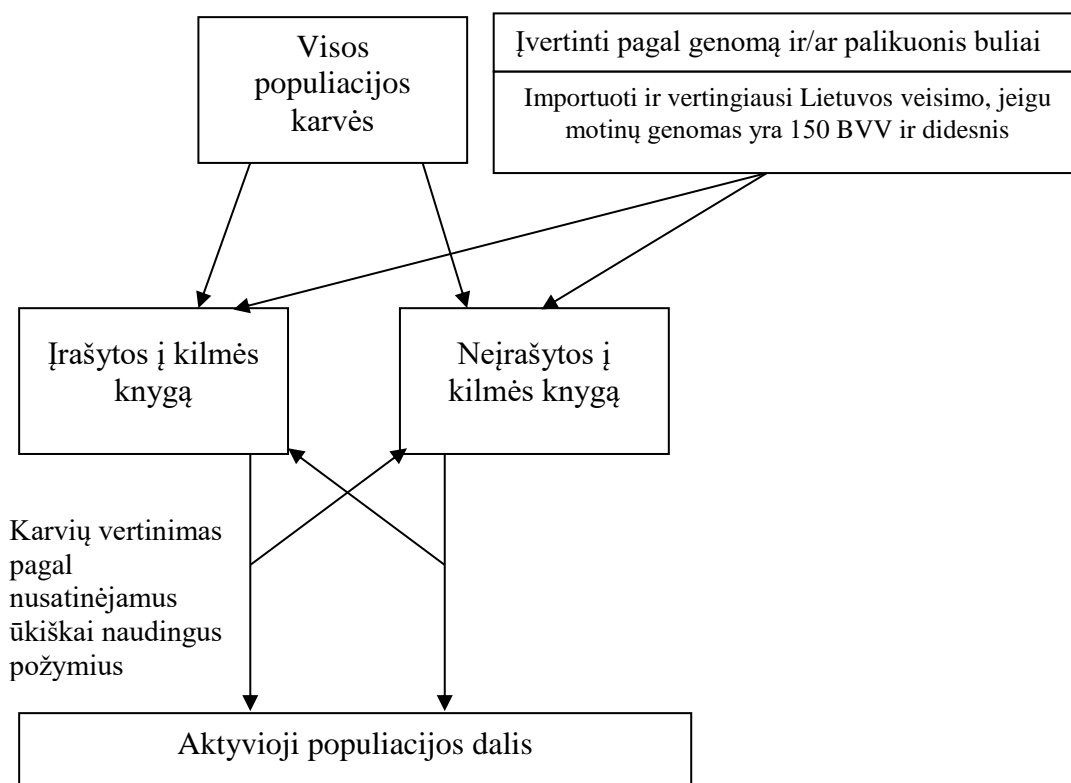 Visos
populiacijos
karvės
Įvertinti pagal genomą ir/ar palikuonis buliai
Importuoti ir vertingiausi Lietuvos veisimo, jeigu
motinų genomas yra 150 BVV ir didesnis
Įrašytos į kilmės
knygą
Neįrašytos į
kilmės knygą
Karvių vertinimas
pagal
nusatinėjamus
ūkiškai naudingus
požymius
Aktyvioji populiacijos dalis